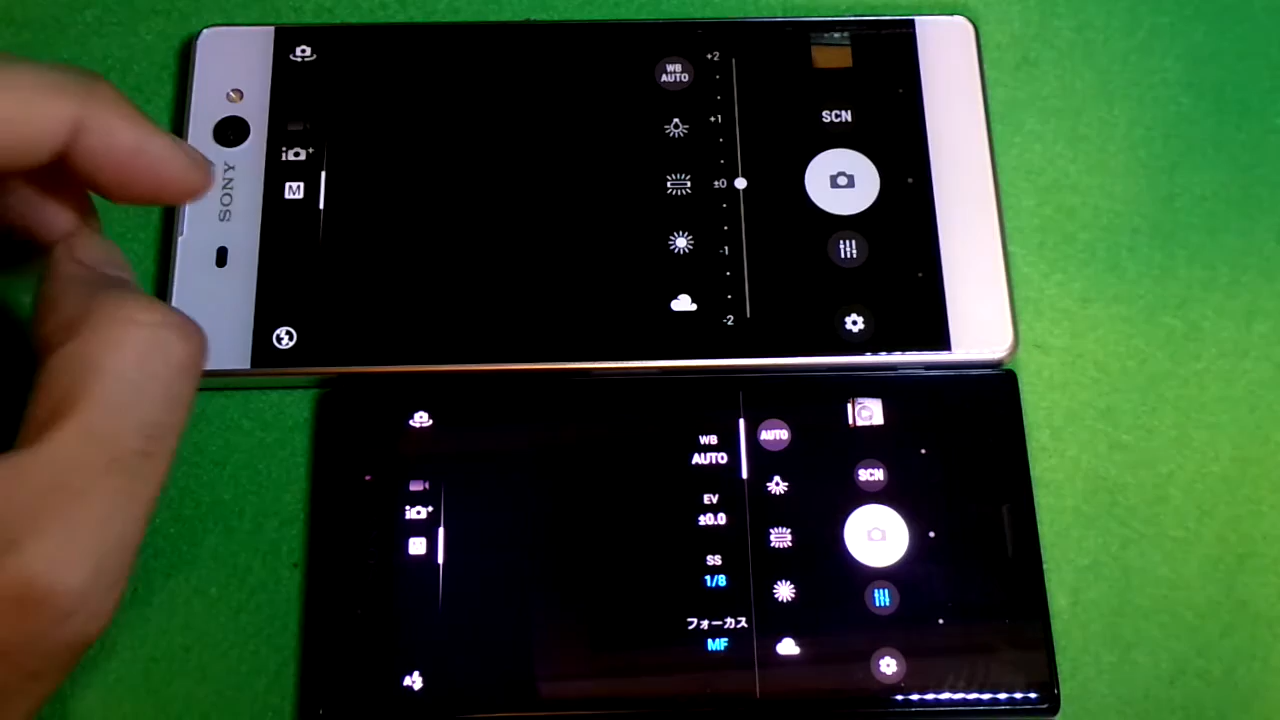 SONY
i+
M
WB
AUTO
+2
+1
±0
-1
-2
SCN
i+
WB
AUTO
EV
±0.0
SS
1/8
フォーカス
MF
AUTO
SCN
A